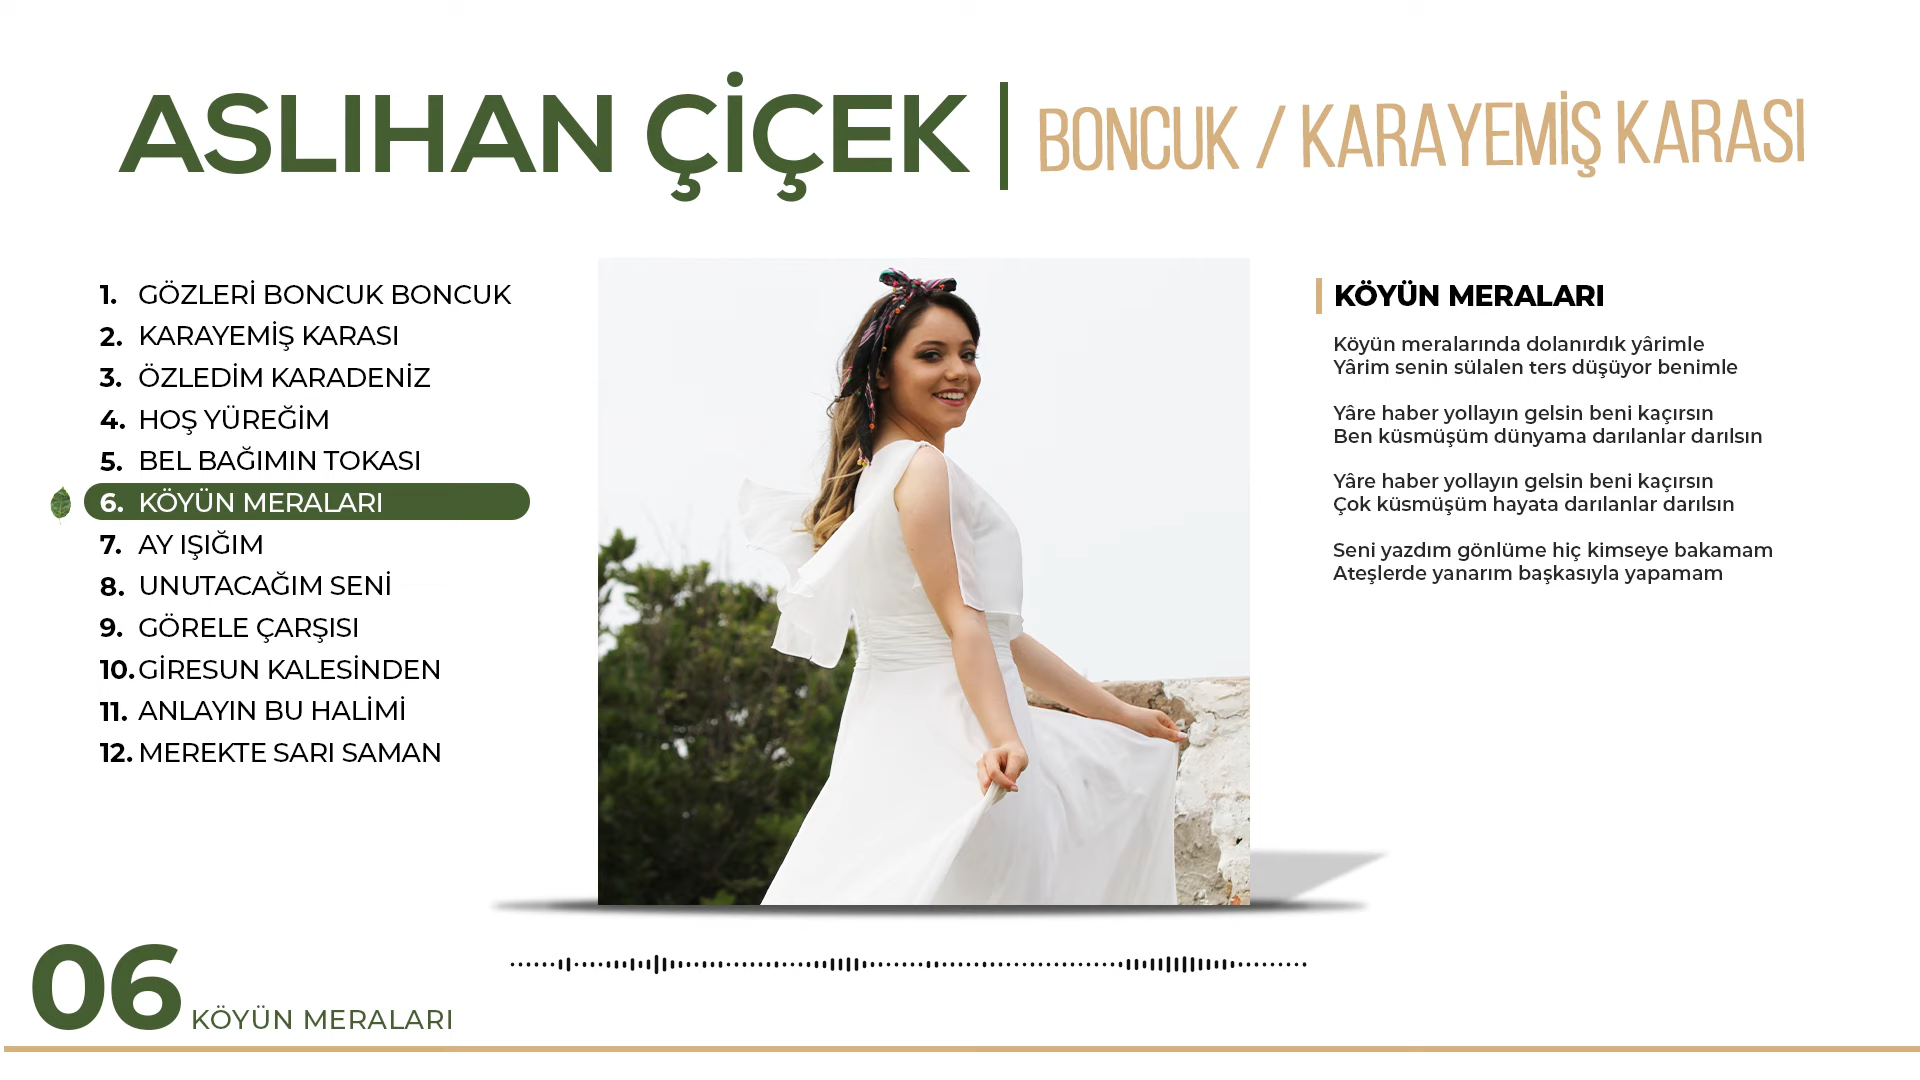 ASLIHAN ÇİÇEK
BONCUK / KARAYEMİŞ KARASI
1. GÖZLERİ BONCUK BONCUK
2. KARAYEMİŞ KARASI
3. ÖZLEDİM KARADENİZ
4. HOŞ YÜREĞİM
5. BEL BAĞIMIN TOKASI
6. KÖYÜN MERALARI
7. AY IŞIĞIM
8. UNUTACAĞIM SENİ
9. GÖRELE ÇARŞISI
10. GİRESUN KALESİNDEN
11. ANLAYIN BU HALİMİ
12. MEREKTE SARI SAMAN
KÖYÜN MERALARI
Köyün meralarında dolanırdık yârimle
Yârim senin sülalen ters düşüyor benimle
Yâre haber yollayın gelsin beni kaçırsın
Ben küsmüşüm dünyama darılanlar darılsın
Yâre haber yollayın gelsin beni kaçırsın
Çok küsmüşüm hayata darılanlar darılsın
Seni yazdım gönlüme hiç kimseye bakamam
Ateşlerde yanarım başkasıyla yapamam
06 KÖYÜN MERALARI